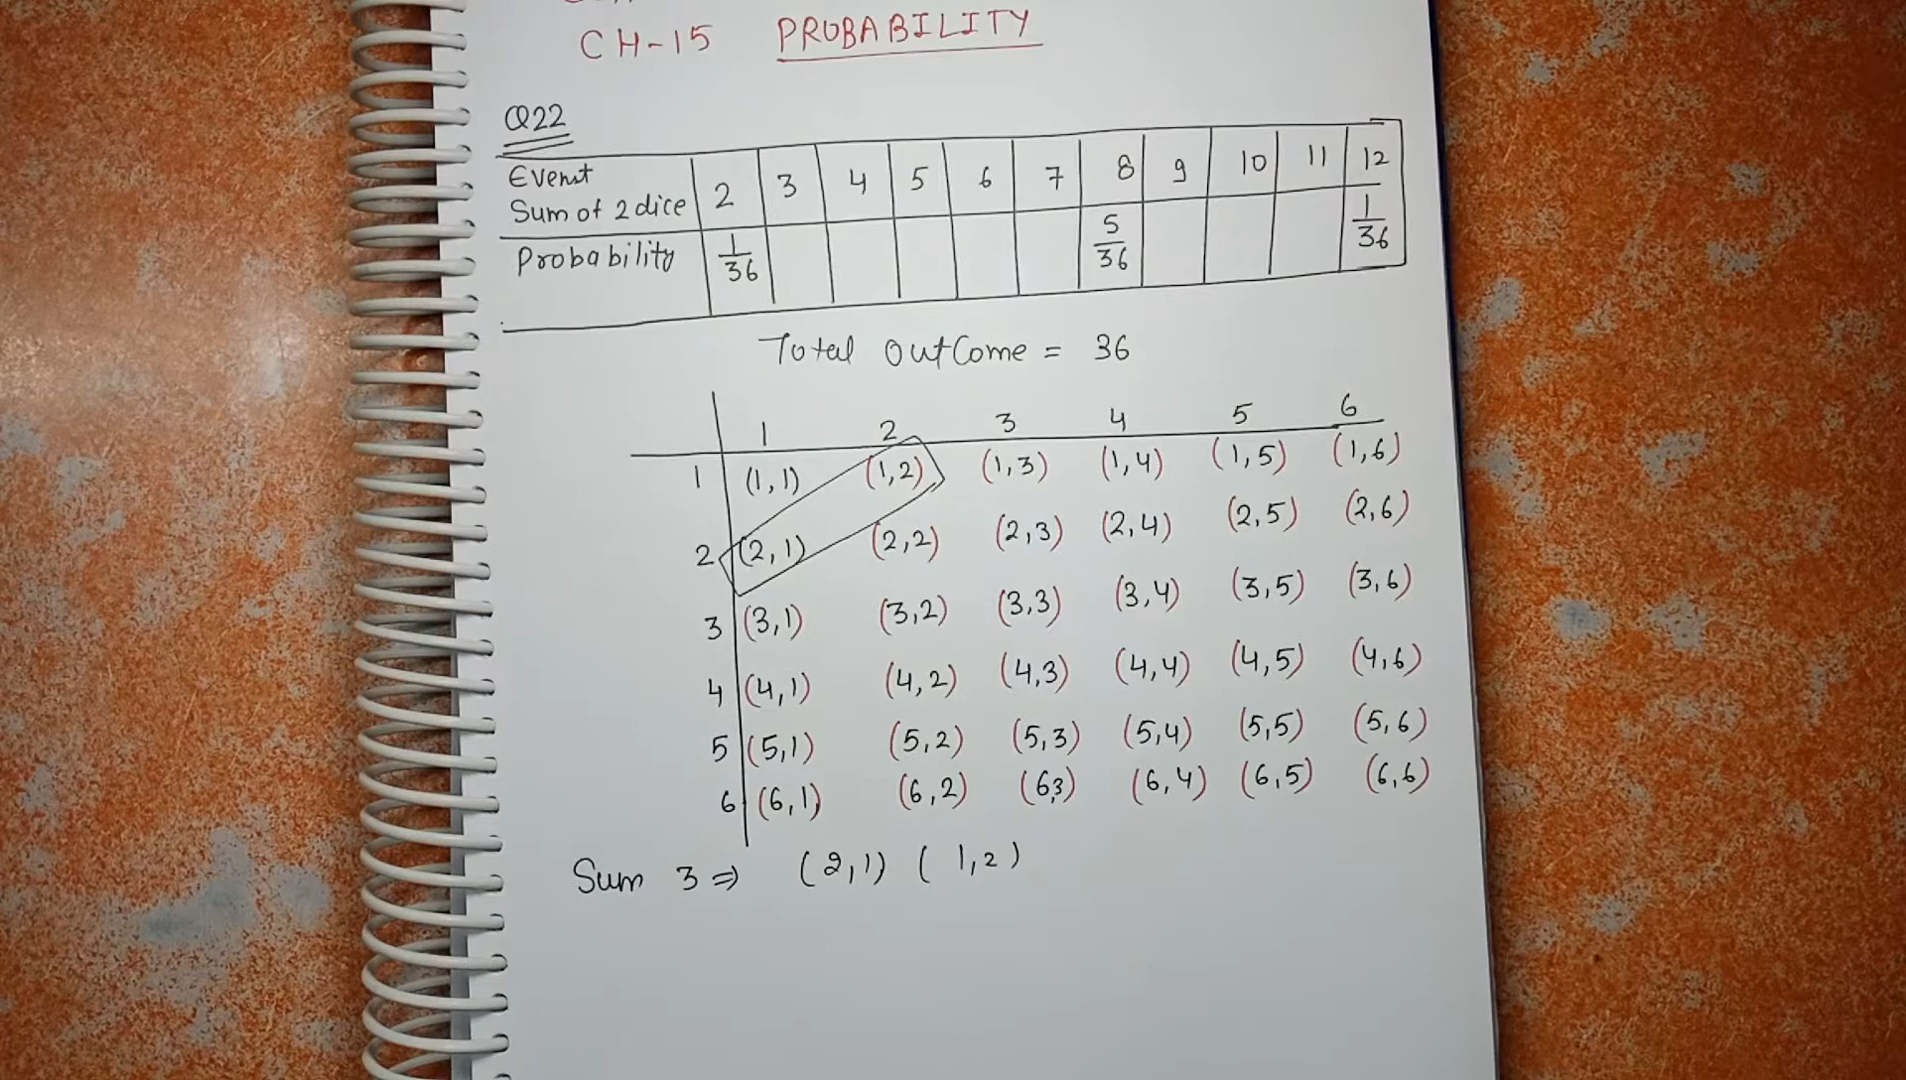 CH-15 PROBABILITY
Q22
Evenst
Sum of 2 dice 2 3 4 5 6 7 8 9 10 11 12
Probability 1/36 5/36 1/36
Total outcome = 36
1 2 3 4 5 6
1 (1,1) (1,2) (1,3) (1,4) (1,5) (1,6)
2 (2,1) (2,2) (2,3) (2,4) (2,5) (2,6)
3 (3,1) (3,2) (3,3) (3,4) (3,5) (3,6)
4 (4,1) (4,2) (4,3) (4,4) (4,5) (4,6)
5 (5,1) (5,2) (5,3) (5,4) (5,5) (5,6)
6 (6,1) (6,2) (6,3) (6,4) (6,5) (6,6)
Sum 3 ⇒ (2,1) (1,2)